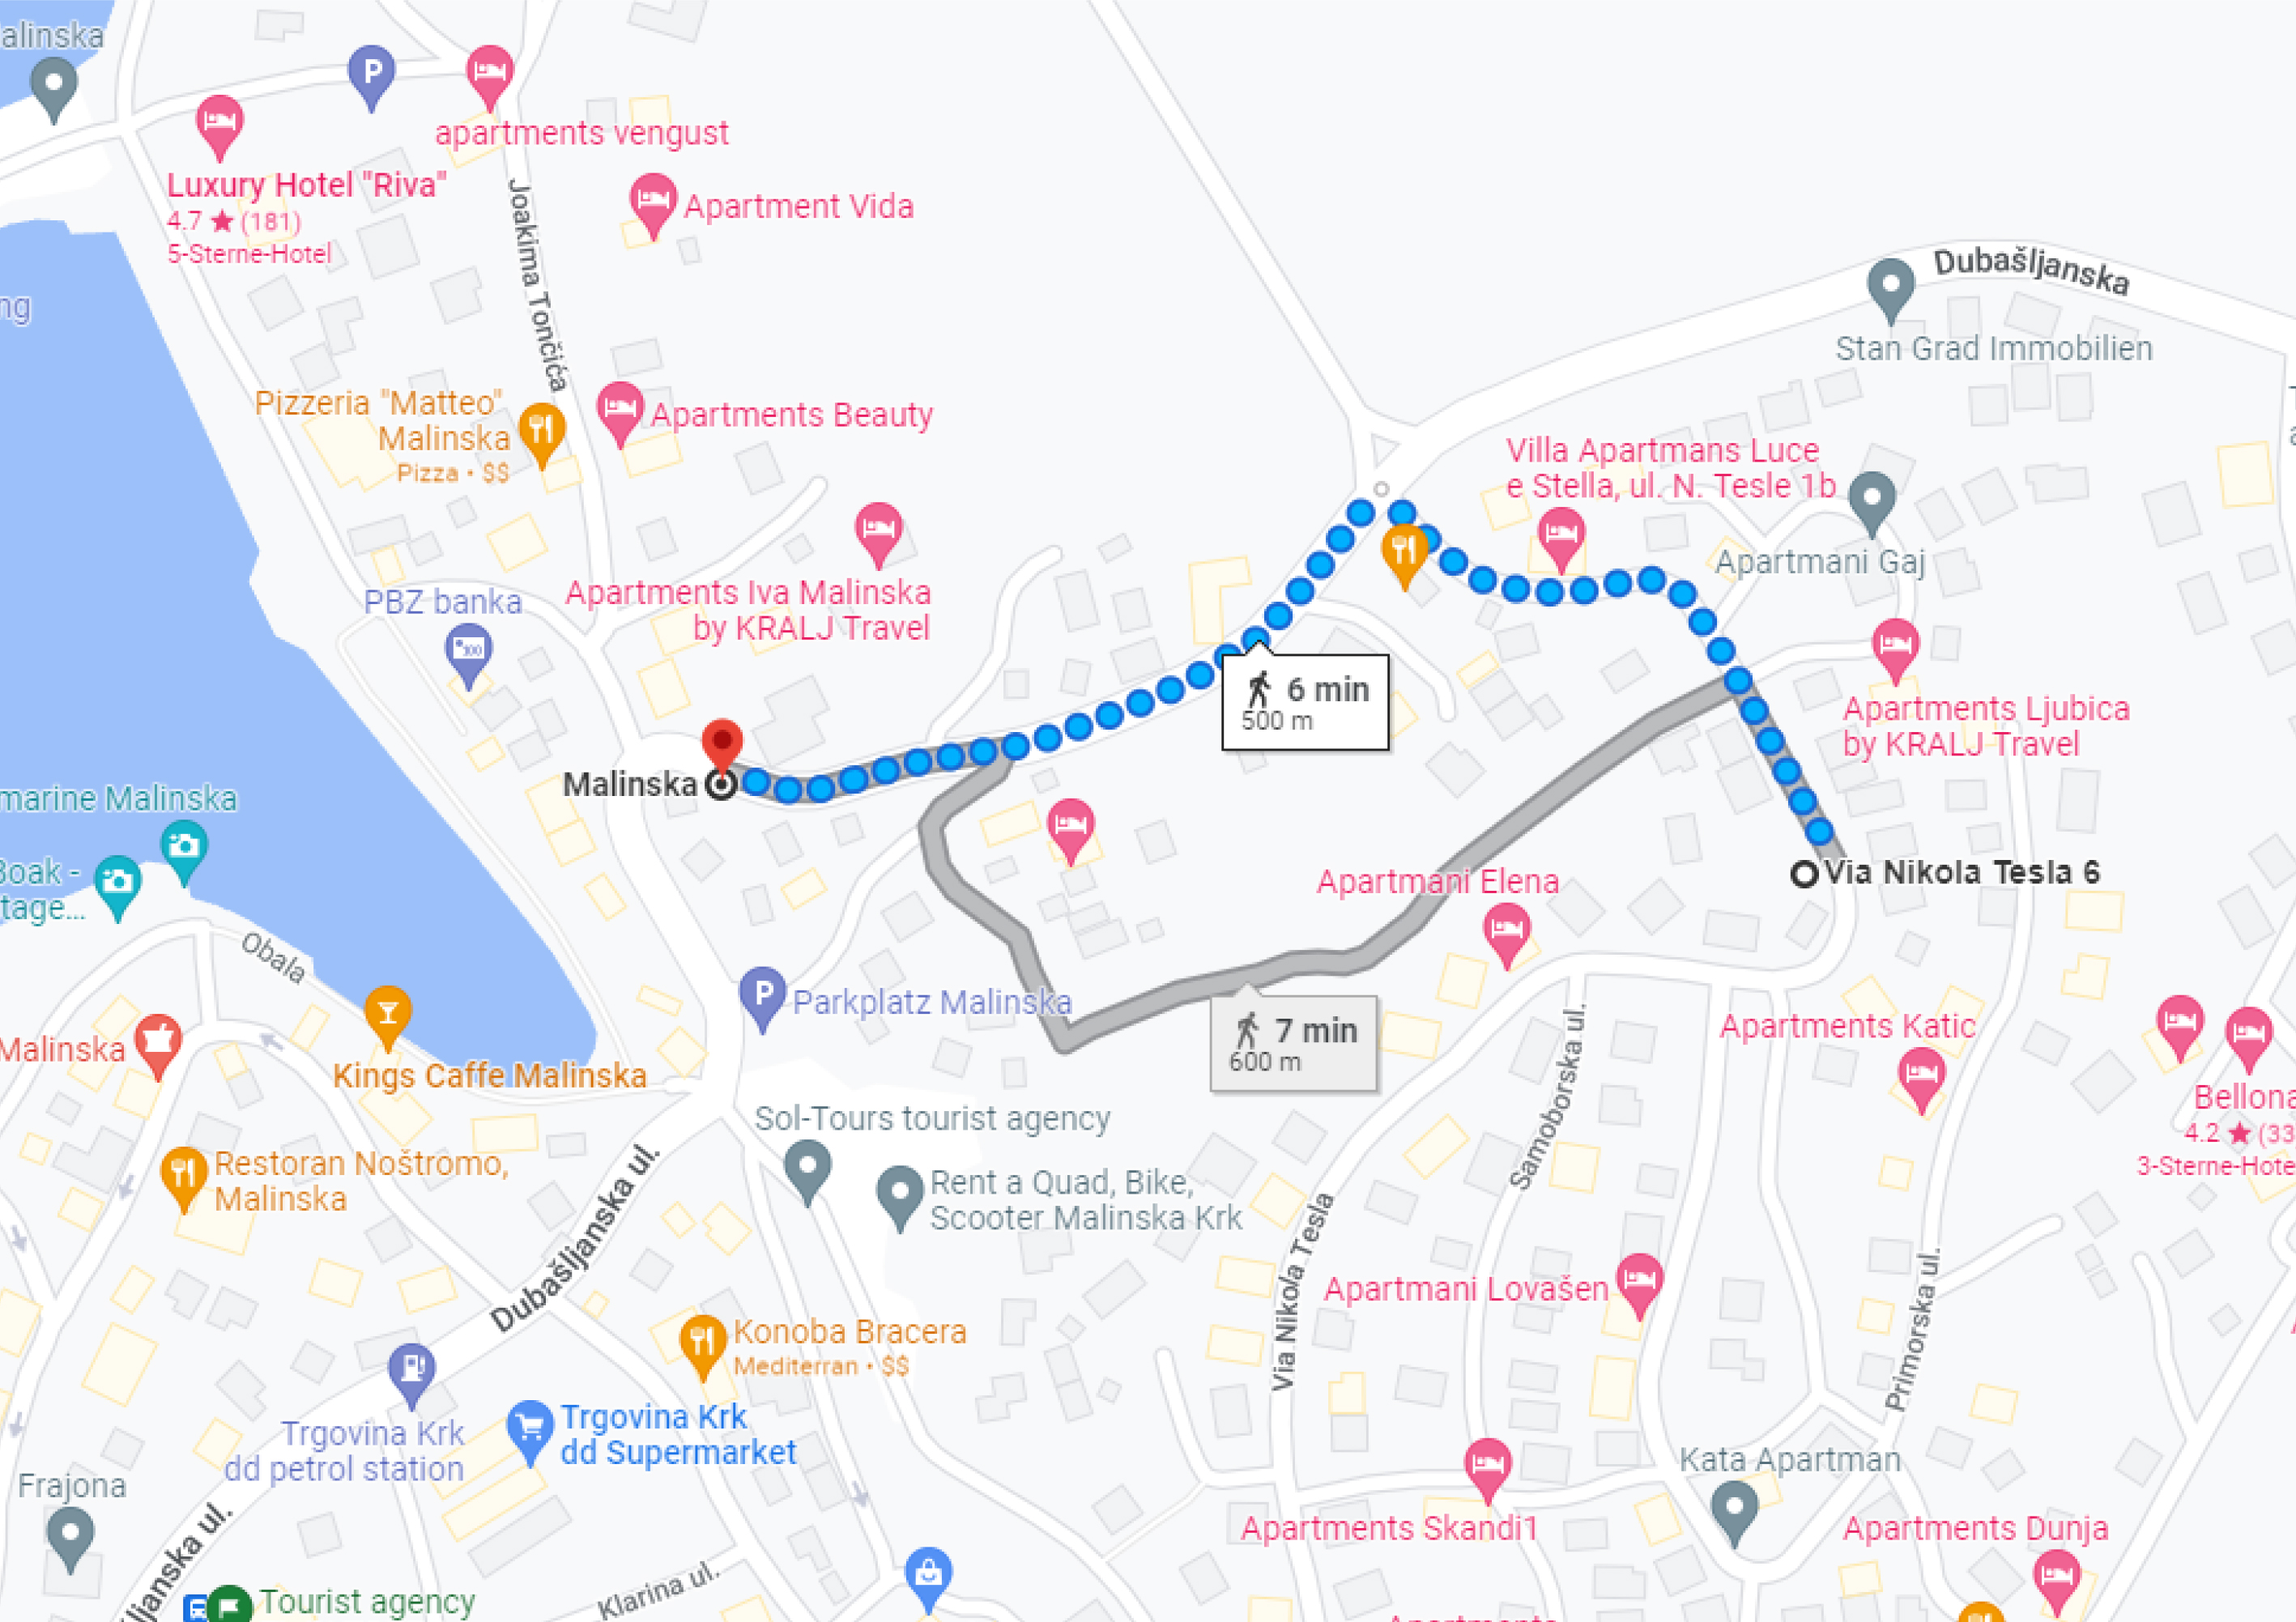 alinska
P
apartments vengust
Luxury Hotel "Riva"
4.7 ★ (181)
5-Sterne-Hotel
Joakima Tončića
Apartment Vida
ng
Dubašljanska
Stan Grad Immobilien
Pizzeria "Matteo"
Malinska
Pizza • $$
Apartments Beauty
Villa Apartmans Luce
e Stella, ul. N. Tesle 1b
Apartmani Gaj
PBZ banka
Apartments Iva Malinska
by KRALJ Travel
6 min
500 m
Apartments Ljubica
by KRALJ Travel
Malinska
marine Malinska
Boak -
tage...
Via Nikola Tesla 6
Apartmani Elena
Obala
P
Parkplatz Malinska
7 min
600 m
Apartments Katic
Malinska
Kings Caffe Malinska
Samoborska ul.
Bellona
4.2 ★ (33
3-Sterne-Hote
Sol-Tours tourist agency
Restoran Noštromo,
Malinska
Rent a Quad, Bike,
Scooter Malinska Krk
Dubašljanska ul.
Via Nikola Tesla
Apartmani Lovašen
Primorska ul.
Konoba Bracera
Mediterran • $$
Trgovina Krk
dd petrol station
Trgovina Krk
dd Supermarket
Kata Apartman
Frajona
Apartments Skandi1
Apartments Dunja
ljanska ul.
Klarina ul.
Tourist agency
Apartments